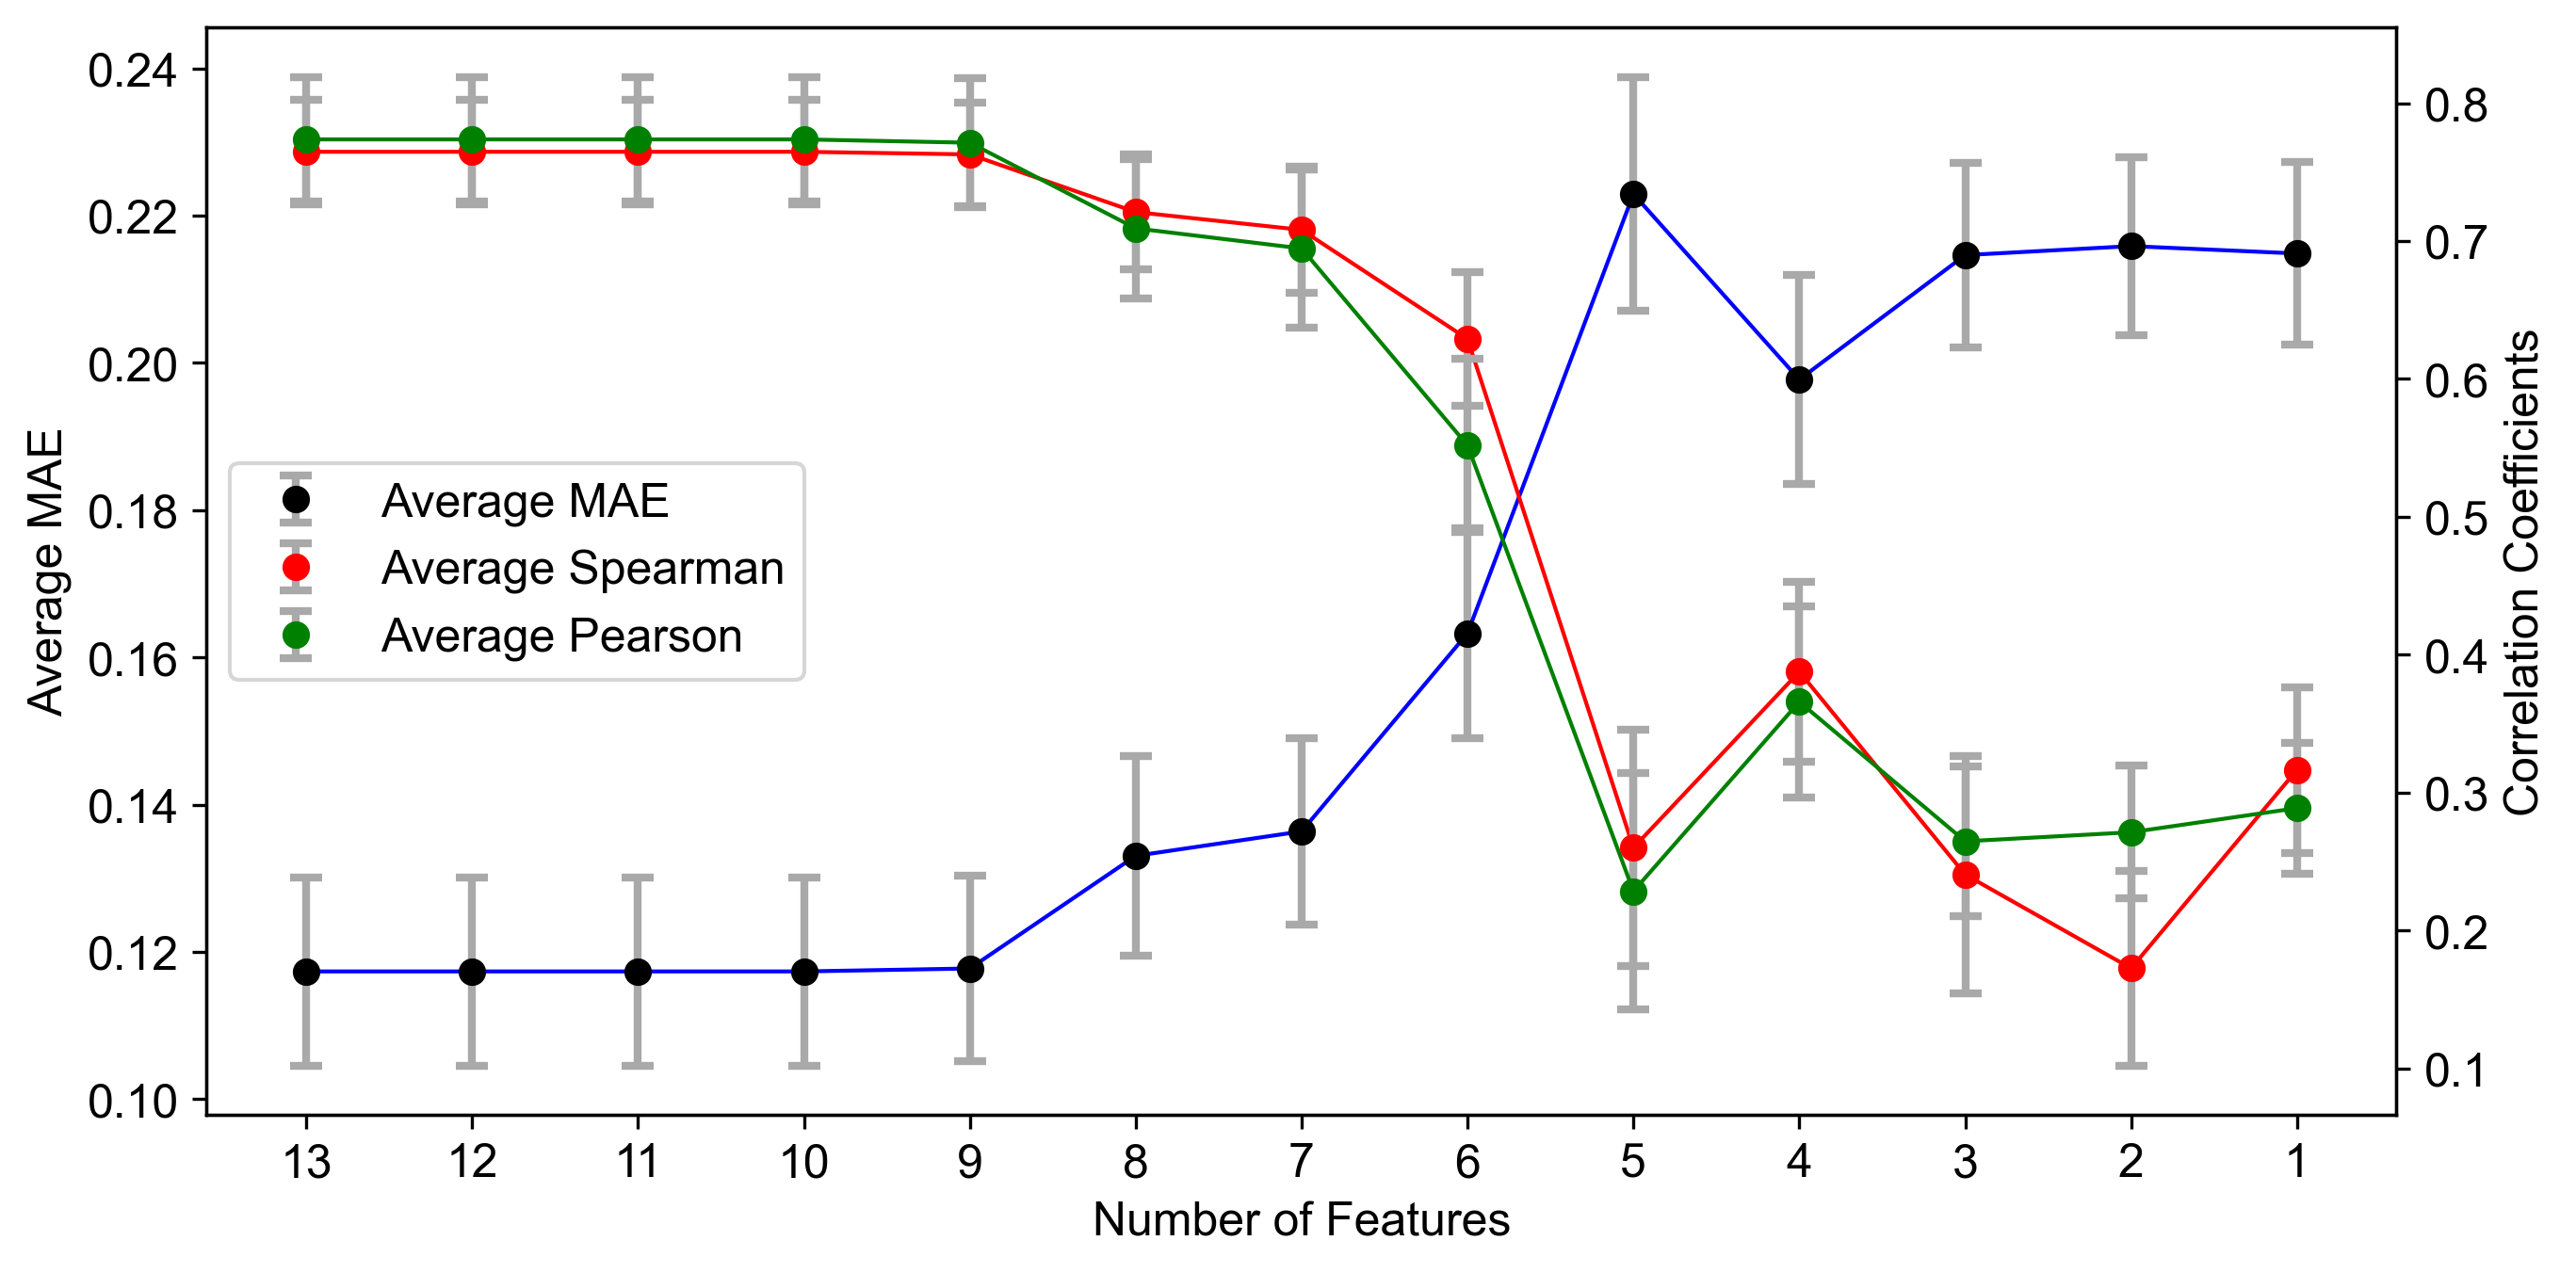 0.24
0.22
0.20
0.18
0.16
0.14
0.12
0.10
Average MAE
Average MAE
Average Spearman
Average Pearson
0.8
0.7
0.6
0.5
0.4
0.3
0.2
0.1
Correlation Coefficients
13 12 11 10 9 8 7 6 5 4 3 2 1
Number of Features